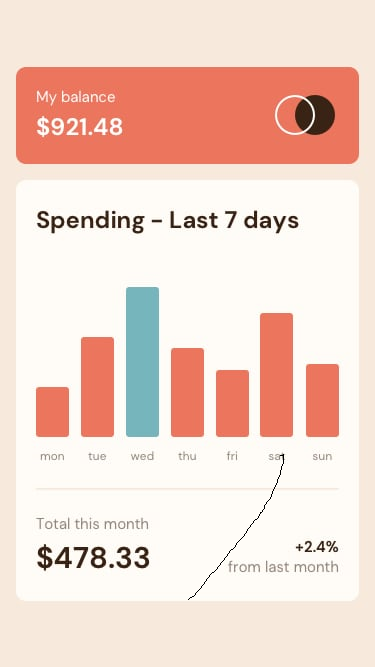 My balance
$921.48
Spending - Last 7 days
mon tue wed thu fri sat sun
Total this month
$478.33
+2.4%
from last month